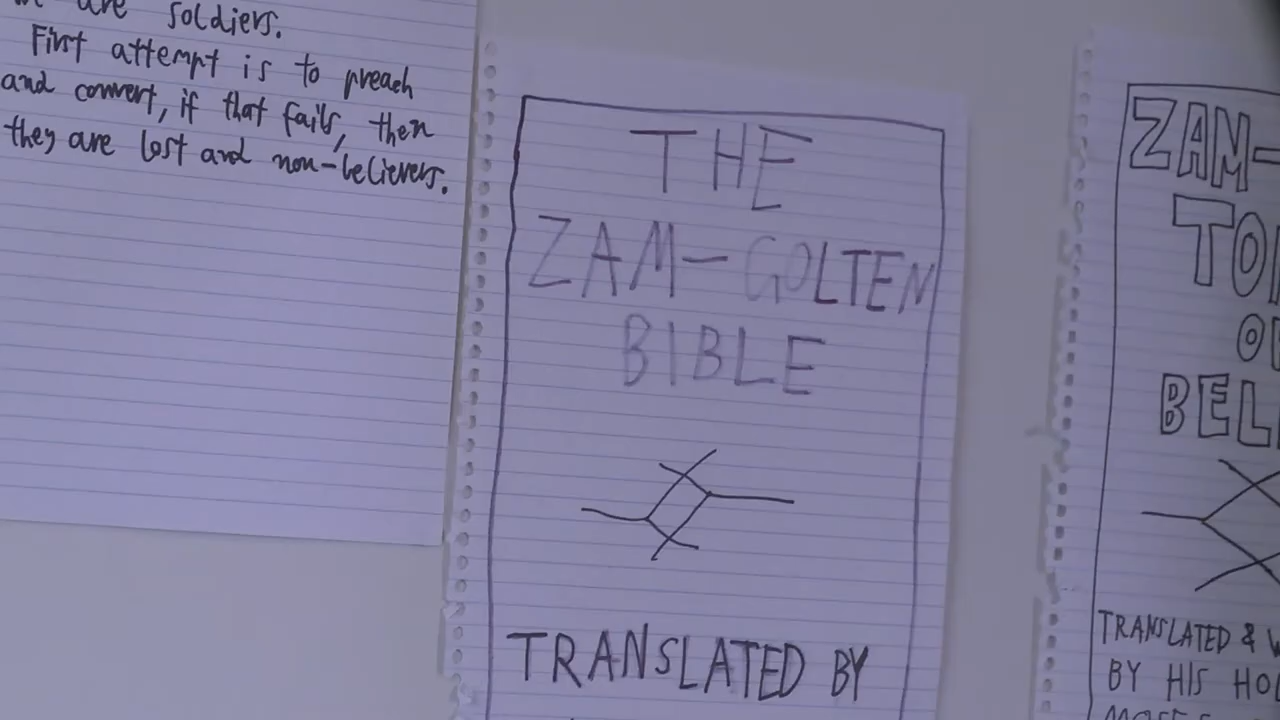 are soldiers.
First attempt is to preach
and convert, if that fails, then
they are lost and non-believers.
THE
ZAM-GOLTEN
BIBLE
TRANSLATED BY
ZAM-
TO
BEL
TRANSLATED &
BY HIS